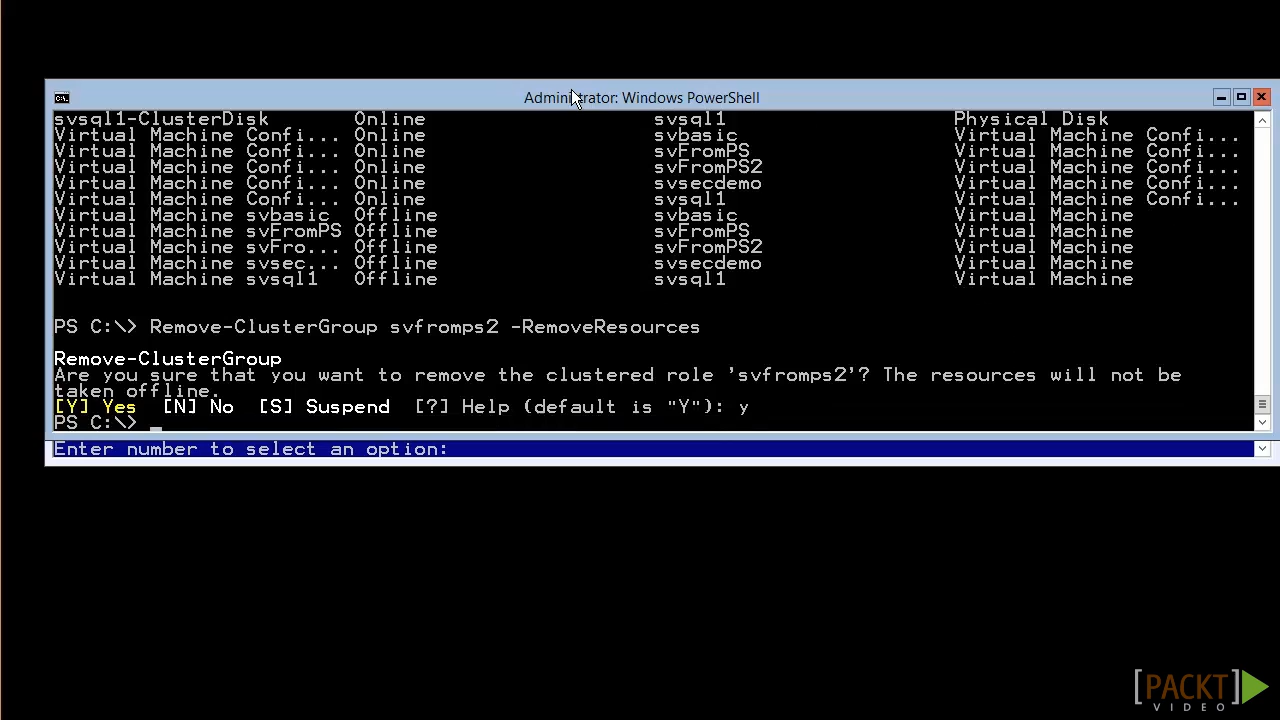 Administrator: Windows PowerShell
svsql1-ClusterDisk Online svsql1 Physical Disk
Virtual Machine Confi... Online svbasic Virtual Machine Confi...
Virtual Machine Confi... Online svFromPS Virtual Machine Confi...
Virtual Machine Confi... Online svFromPS2 Virtual Machine Confi...
Virtual Machine Confi... Online svsecdemo Virtual Machine Confi...
Virtual Machine Confi... Online svsql1 Virtual Machine Confi...
Virtual Machine svbasic Offline svbasic Virtual Machine
Virtual Machine svFromPS Offline svFromPS Virtual Machine
Virtual Machine svFro... Offline svFromPS2 Virtual Machine
Virtual Machine svsec... Offline svsecdemo Virtual Machine
Virtual Machine svsql1 Offline svsql1 Virtual Machine
PS C:\> Remove-ClusterGroup svfromps2 -RemoveResources
Remove-ClusterGroup
Are you sure that you want to remove the clustered role 'svfromps2'? The resources will not be
taken offline.
[Y] Yes [N] No [S] Suspend [?] Help (default is "Y"): y
PS C:\> _
Enter number to select an option:
[PACKT]
VIDEO